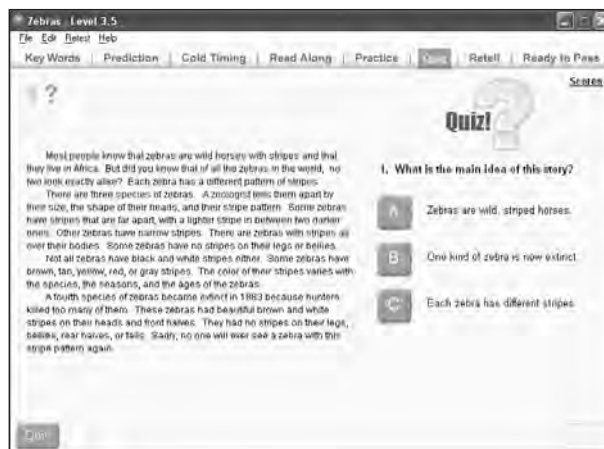 Zebras Level 3.5
File Edit Retest Help
Key Words | Prediction | Cold Timing | Read Along | Practice | Quiz | Retell | Ready to Pass
Scores
?
Quiz!
Most people know that zebras are wild horses with stripes and that
they live in Africa. But did you know that of all the zebras in the world, no
two look exactly alike? Each zebra has a different pattern of stripes.
There are three species of zebras. A zoologist tells them apart by
their size, the shape of their heads, and their stripe pattern. Some zebras
have stripes that are far apart, with a lighter stripe in between two darker
ones. Other zebras have narrow stripes. There are zebras with stripes all
over their bodies. Some zebras have no stripes on their legs or bellies.
Not all zebras have black and white stripes either. Some zebras have
brown, tan, yellow, red, or gray stripes. The color of their stripes varies with
the species, the seasons, and the ages of the zebras.
A fourth species of zebras became extinct in 1883 because hunters
killed too many of them. These zebras had beautiful brown and white
stripes on their heads and front halves. They had no stripes on their legs,
bellies, rear halves, or tails. Sadly, no one will ever see a zebra with this
stripe pattern again.
1. What is the main idea of this story?
A Zebras are wild, striped horses.
B One kind of zebra is now extinct.
C Each zebra has different stripes.